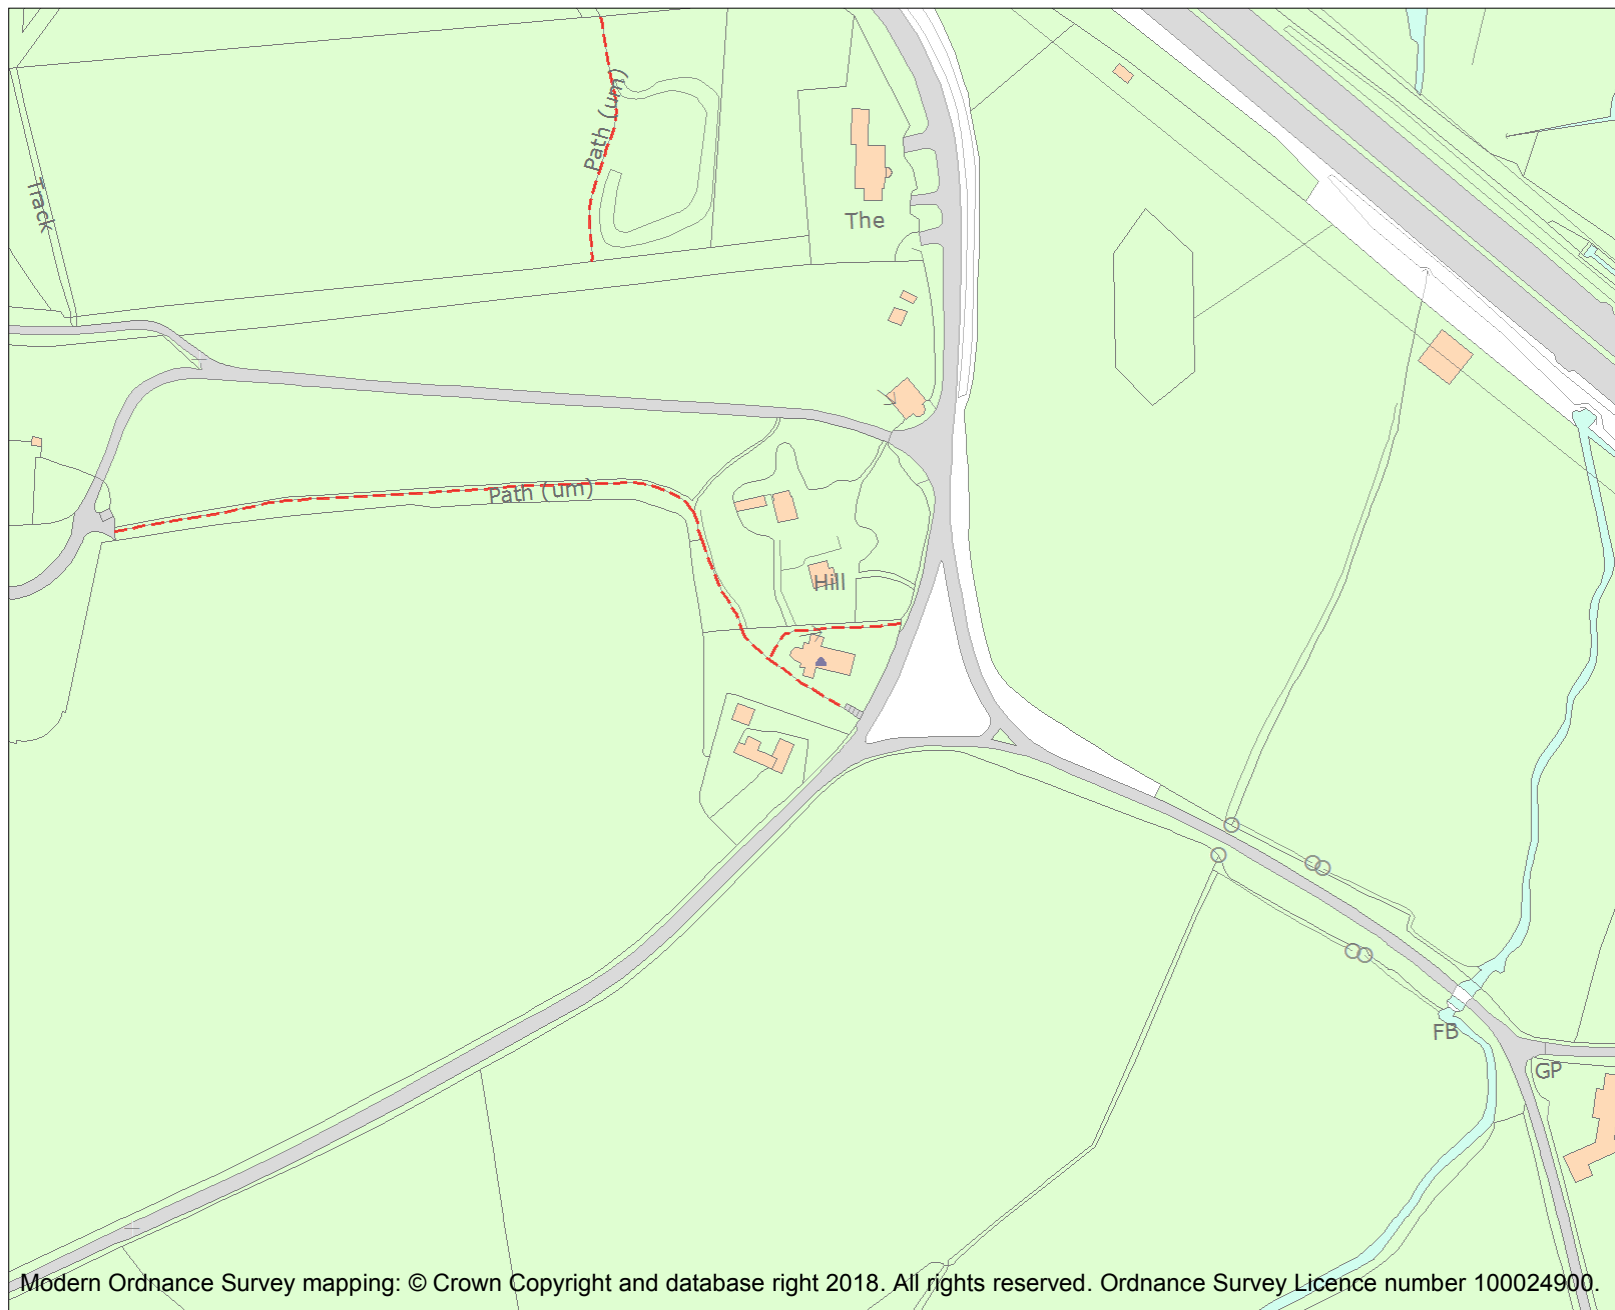 Path (um)
Track
The
Path (um)
Hill
FB
GP
Modern Ordnance Survey mapping: © Crown Copyright and database right 2018. All rights reserved. Ordnance Survey Licence number 100024900.